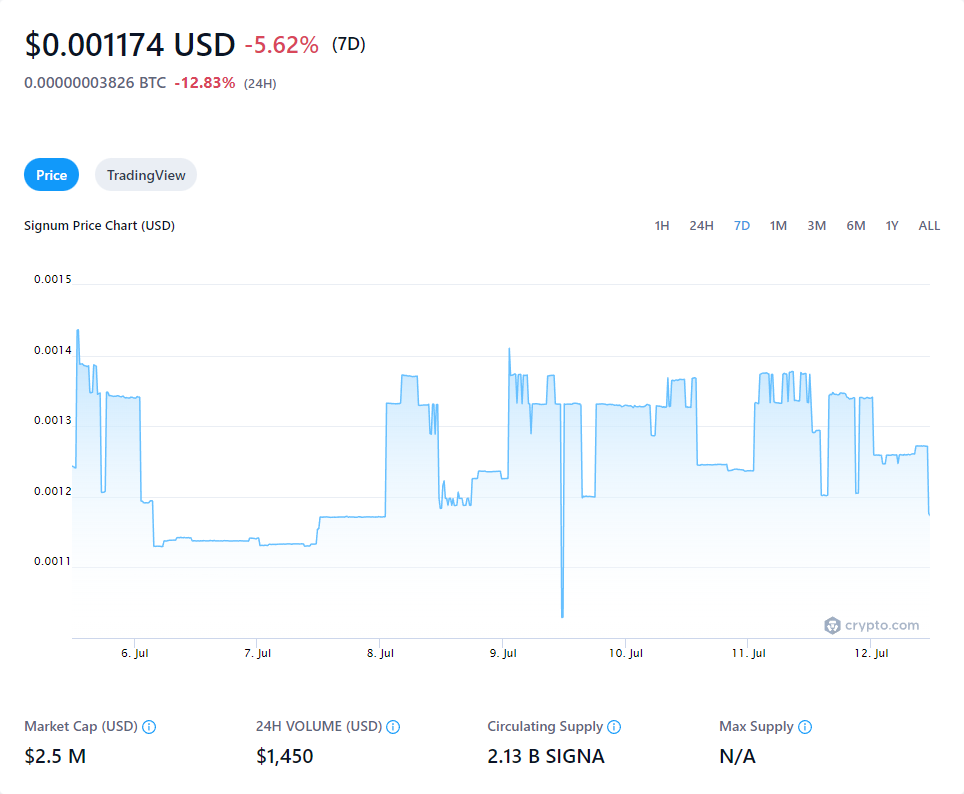 $0.001174 USD -5.62% (7D)
0.00000003826 BTC -12.83% (24H)
Price TradingView
Signum Price Chart (USD) 1H 24H 7D 1M 3M 6M 1Y ALL
0.0015
0.0014
0.0013
0.0012
0.0011
crypto.com
6. Jul 7. Jul 8. Jul 9. Jul 10. Jul 11. Jul 12. Jul
Market Cap (USD) 24H VOLUME (USD) Circulating Supply Max Supply
$2.5 M $1,450 2.13 B SIGNA N/A